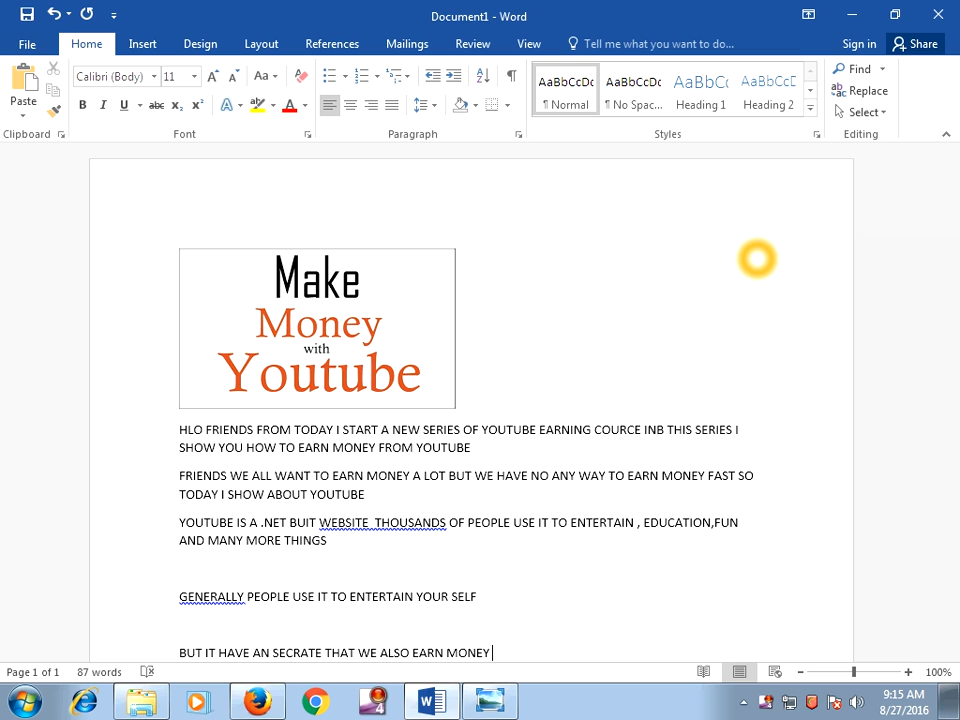 Document1 - Word
File Home Insert Design Layout References Mailings Review View Tell me what you want to do... Sign in Share
Paste
Clipboard
Calibri (Body) 11
Font
Paragraph
AaBbCcDc AaBbCcDc AaBbCc AaBbCcD
¶ Normal ¶ No Spac... Heading 1 Heading 2
Styles
Find
Replace
Select
Editing
Make
Money
with
Youtube
HLO FRIENDS FROM TODAY I START A NEW SERIES OF YOUTUBE EARNING COURCE INB THIS SERIES I
SHOW YOU HOW TO EARN MONEY FROM YOUTUBE
FRIENDS WE ALL WANT TO EARN MONEY A LOT BUT WE HAVE NO ANY WAY TO EARN MONEY FAST SO
TODAY I SHOW ABOUT YOUTUBE
YOUTUBE IS A .NET BUIT WEBSITE THOUSANDS OF PEOPLE USE IT TO ENTERTAIN , EDUCATION,FUN
AND MANY MORE THINGS
GENERALLY PEOPLE USE IT TO ENTERTAIN YOUR SELF
BUT IT HAVE AN SECRATE THAT WE ALSO EARN MONEY
Page 1 of 1 87 words 100%
9:15 AM
8/27/2016